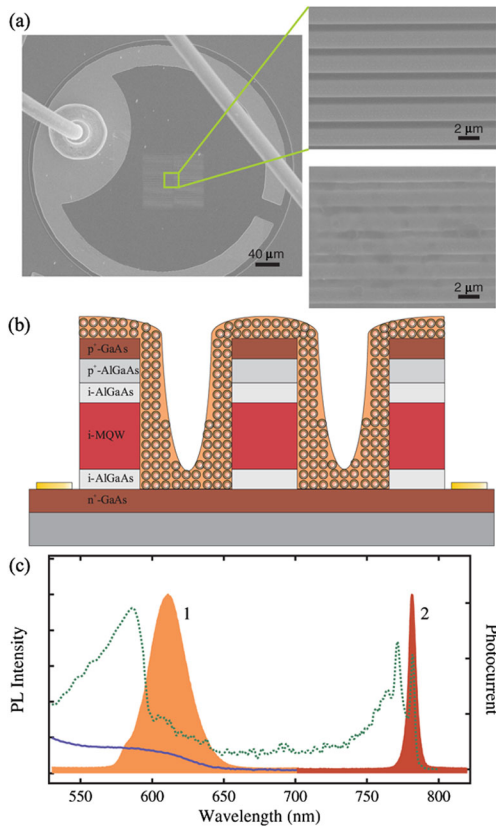 (a)
2 μm
40 μm
2 μm
(b)
p⁺-GaAs
p⁺-AlGaAs
i-AlGaAs
i-MQW
i-AlGaAs
n⁺-GaAs
(c)
PL Intensity
Photocurrent
1
2
550
600
650
700
750
800
Wavelength (nm)